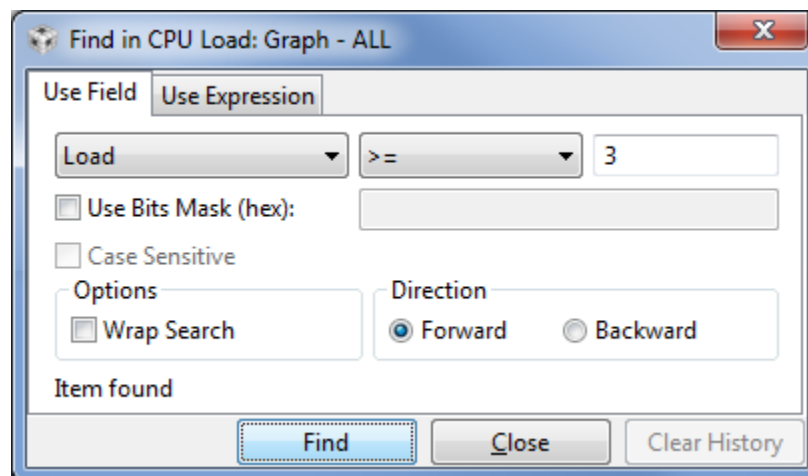 Find in CPU Load: Graph - ALL
Use Field Use Expression
Load >= 3
Use Bits Mask (hex):
Case Sensitive
Options Direction
Wrap Search Forward Backward
Item found
Find Close Clear History